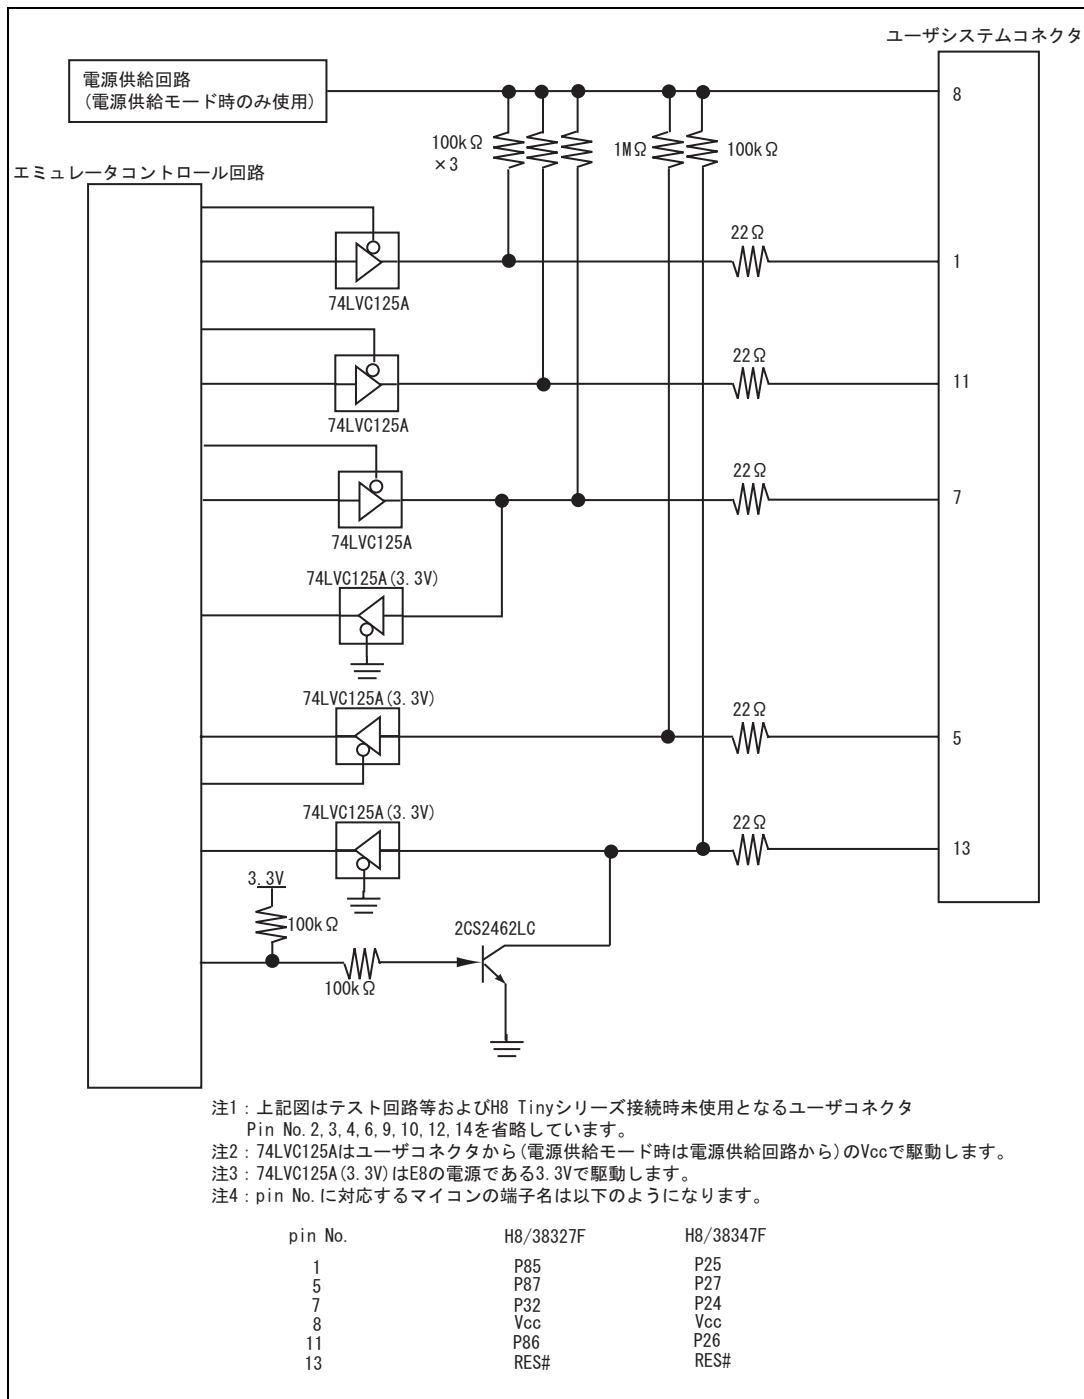 ユーザシステムコネクタ
電源供給回路
(電源供給モード時のみ使用)
8
100kΩ
×3
1MΩ
100kΩ
エミュレータコントロール回路
22Ω
1
74LVC125A
22Ω
11
74LVC125A
22Ω
7
74LVC125A
74LVC125A(3.3V)
74LVC125A(3.3V)
22Ω
5
74LVC125A(3.3V)
22Ω
13
3.3V
100kΩ
2CS2462LC
100kΩ
注1：上記図はテスト回路等およびH8 Tinyシリーズ接続時未使用となるユーザコネクタ
Pin No.2,3,4,6,9,10,12,14を省略しています。
注2：74LVC125Aはユーザコネクタから(電源供給モード時は電源供給回路から)のVccで駆動します。
注3：74LVC125A(3.3V)はE8の電源である3.3Vで駆動します。
注4：pin No.に対応するマイコンの端子名は以下のようになります。
pin No. H8/38327F H8/38347F
1 P85 P25
5 P87 P27
7 P32 P24
8 Vcc Vcc
11 P86 P26
13 RES# RES#